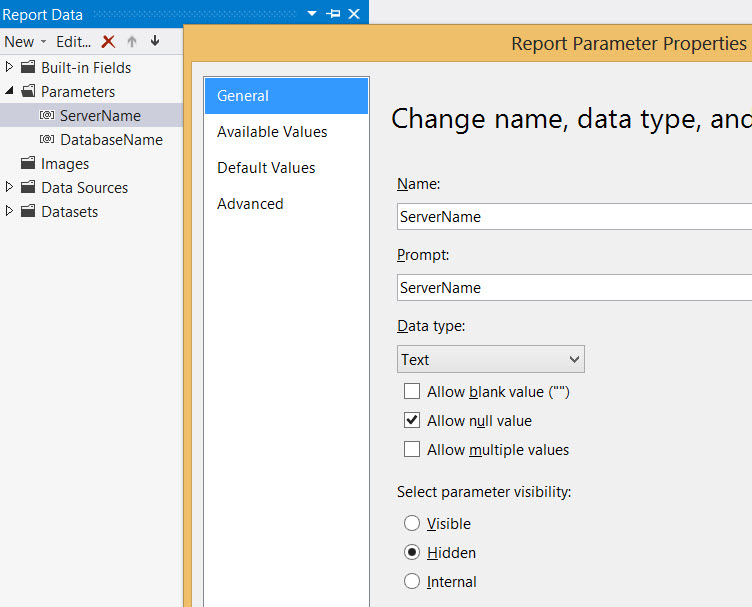 Report Data
New Edit...
Built-in Fields
Parameters
[@] ServerName
[@] DatabaseName
Images
Data Sources
Datasets
Report Parameter Properties
General
Available Values
Default Values
Advanced
Change name, data type, and
Name:
ServerName
Prompt:
ServerName
Data type:
Text
Allow blank value ("")
Allow null value
Allow multiple values
Select parameter visibility:
Visible
Hidden
Internal